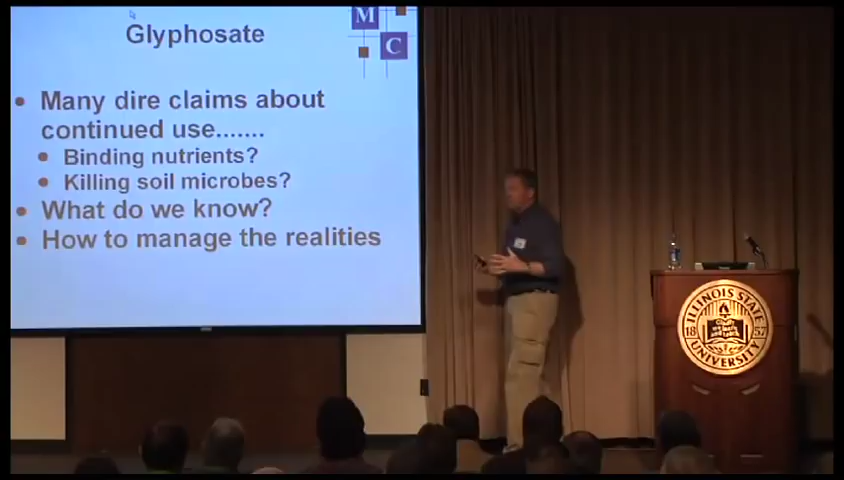 Glyphosate
M
C
Many dire claims about
continued use.......
Binding nutrients?
Killing soil microbes?
What do we know?
How to manage the realities
ILLINOIS STATE
18 57
UNIVERSITY